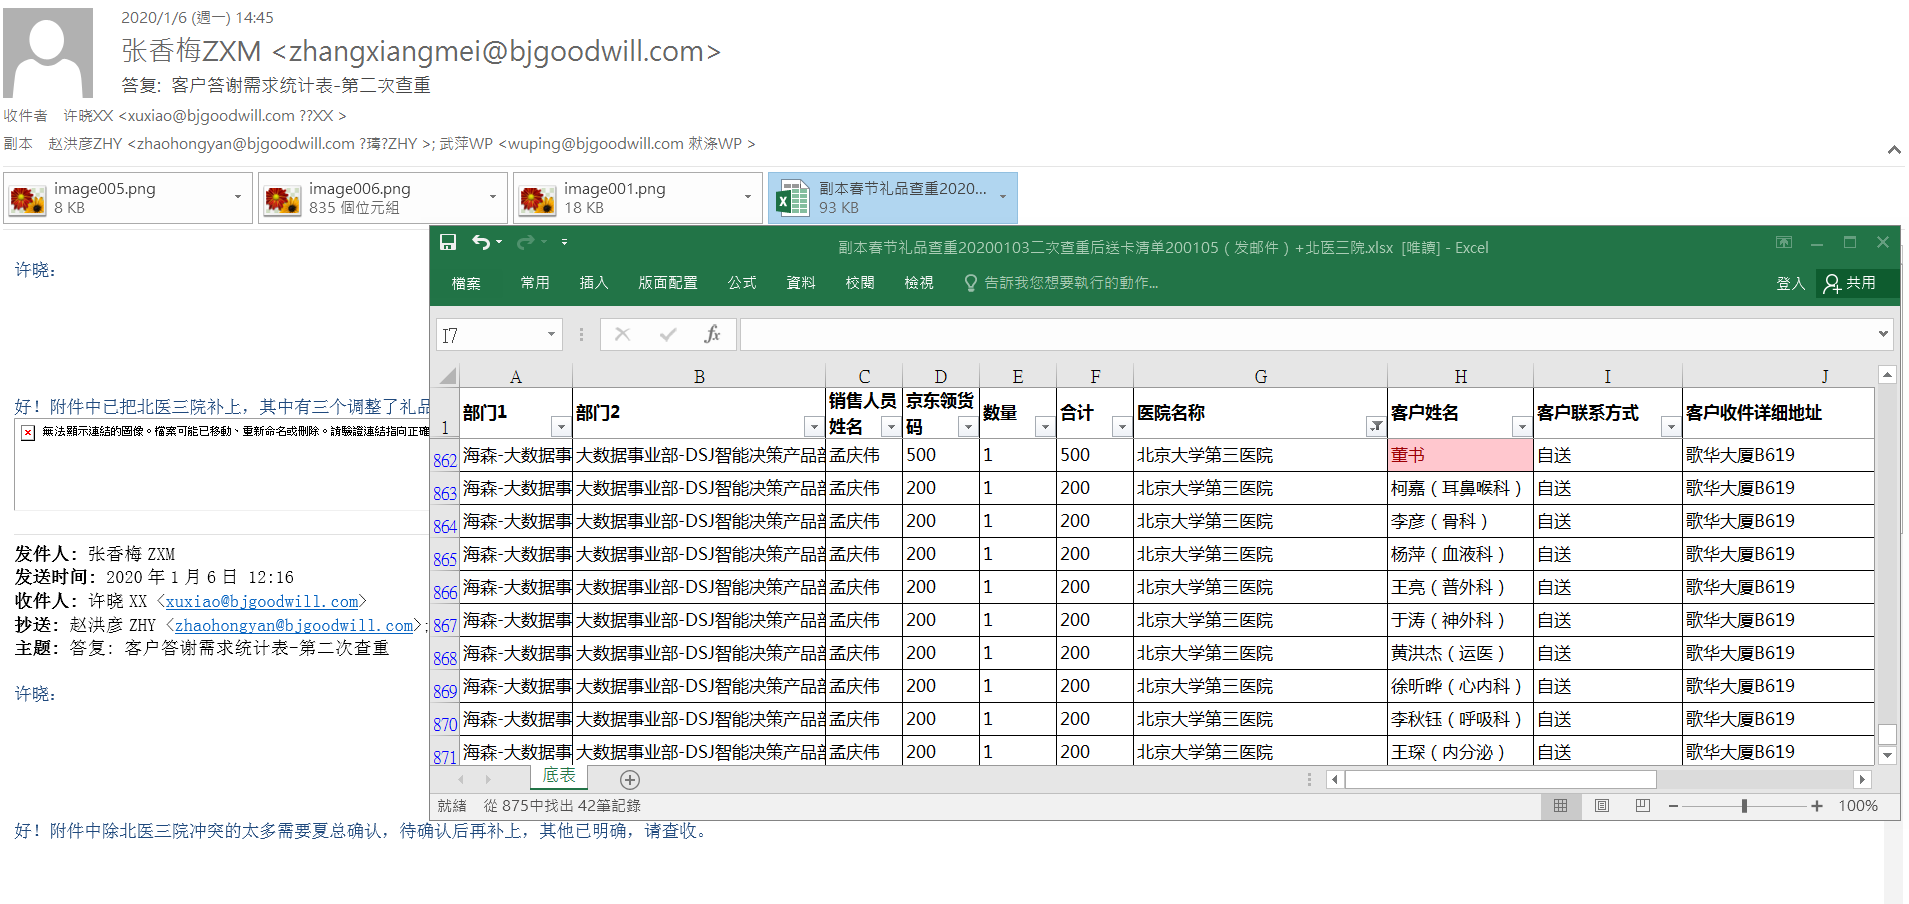 2020/1/6 (週一) 14:45
张香梅ZXM <zhangxiangmei@bjgoodwill.com>
答复: 客户答谢需求统计表-第二次查重
收件者 许晓XX <xuxiao@bjgoodwill.com ??XX >
副本 赵洪彦ZHY <zhaohongyan@bjgoodwill.com ?璹?ZHY >; 武萍WP <wuping@bjgoodwill.com 欶涤WP >
image005.png
8 KB
image006.png
835 個位元組
image001.png
18 KB
副本春节礼品查重2020...
93 KB
许晓：
好！附件中已把北医三院补上，其中有三个调整了礼品
無法顯示連結的圖像。檔案可能已移動、重新命名或刪除。請驗證連結指向正確
发件人： 张香梅 ZXM
发送时间： 2020 年 1 月 6 日 12:16
收件人： 许晓 XX <xuxiao@bjgoodwill.com>
抄送： 赵洪彦 ZHY <zhaohongyan@bjgoodwill.com>;
主题： 答复: 客户答谢需求统计表-第二次查重
许晓：
好！附件中除北医三院冲突的太多需要夏总确认，待确认后再补上，其他已明确，请查收。
副本春节礼品查重20200103二次查重后送卡清单200105（发邮件）+北医三院.xlsx [唯讀] - Excel
檔案 常用 插入 版面配置 公式 資料 校閱 檢視 告訴我您想要執行的動作... 登入 共用
I7 fx
A B C D E F G H I J
1 部门1 部门2 销售人员姓名 京东领货码 数量 合计 医院名称 客户姓名 客户联系方式 客户收件详细地址
862 海森-大数据事 大数据事业部-DSJ智能决策产品部 孟庆伟 500 1 500 北京大学第三医院 董书 自送 歌华大厦B619
863 海森-大数据事 大数据事业部-DSJ智能决策产品部 孟庆伟 200 1 200 北京大学第三医院 柯嘉（耳鼻喉科） 自送 歌华大厦B619
864 海森-大数据事 大数据事业部-DSJ智能决策产品部 孟庆伟 200 1 200 北京大学第三医院 李彦（骨科） 自送 歌华大厦B619
865 海森-大数据事 大数据事业部-DSJ智能决策产品部 孟庆伟 200 1 200 北京大学第三医院 杨萍（血液科） 自送 歌华大厦B619
866 海森-大数据事 大数据事业部-DSJ智能决策产品部 孟庆伟 200 1 200 北京大学第三医院 王亮（普外科） 自送 歌华大厦B619
867 海森-大数据事 大数据事业部-DSJ智能决策产品部 孟庆伟 200 1 200 北京大学第三医院 于涛（神外科） 自送 歌华大厦B619
868 海森-大数据事 大数据事业部-DSJ智能决策产品部 孟庆伟 200 1 200 北京大学第三医院 黄洪杰（运医） 自送 歌华大厦B619
869 海森-大数据事 大数据事业部-DSJ智能决策产品部 孟庆伟 200 1 200 北京大学第三医院 徐昕晔（心内科） 自送 歌华大厦B619
870 海森-大数据事 大数据事业部-DSJ智能决策产品部 孟庆伟 200 1 200 北京大学第三医院 李秋钰（呼吸科） 自送 歌华大厦B619
871 海森-大数据事 大数据事业部-DSJ智能决策产品部 孟庆伟 200 1 200 北京大学第三医院 王琛（内分泌） 自送 歌华大厦B619
底表
就緒 從 875中找出 42筆記錄 100%